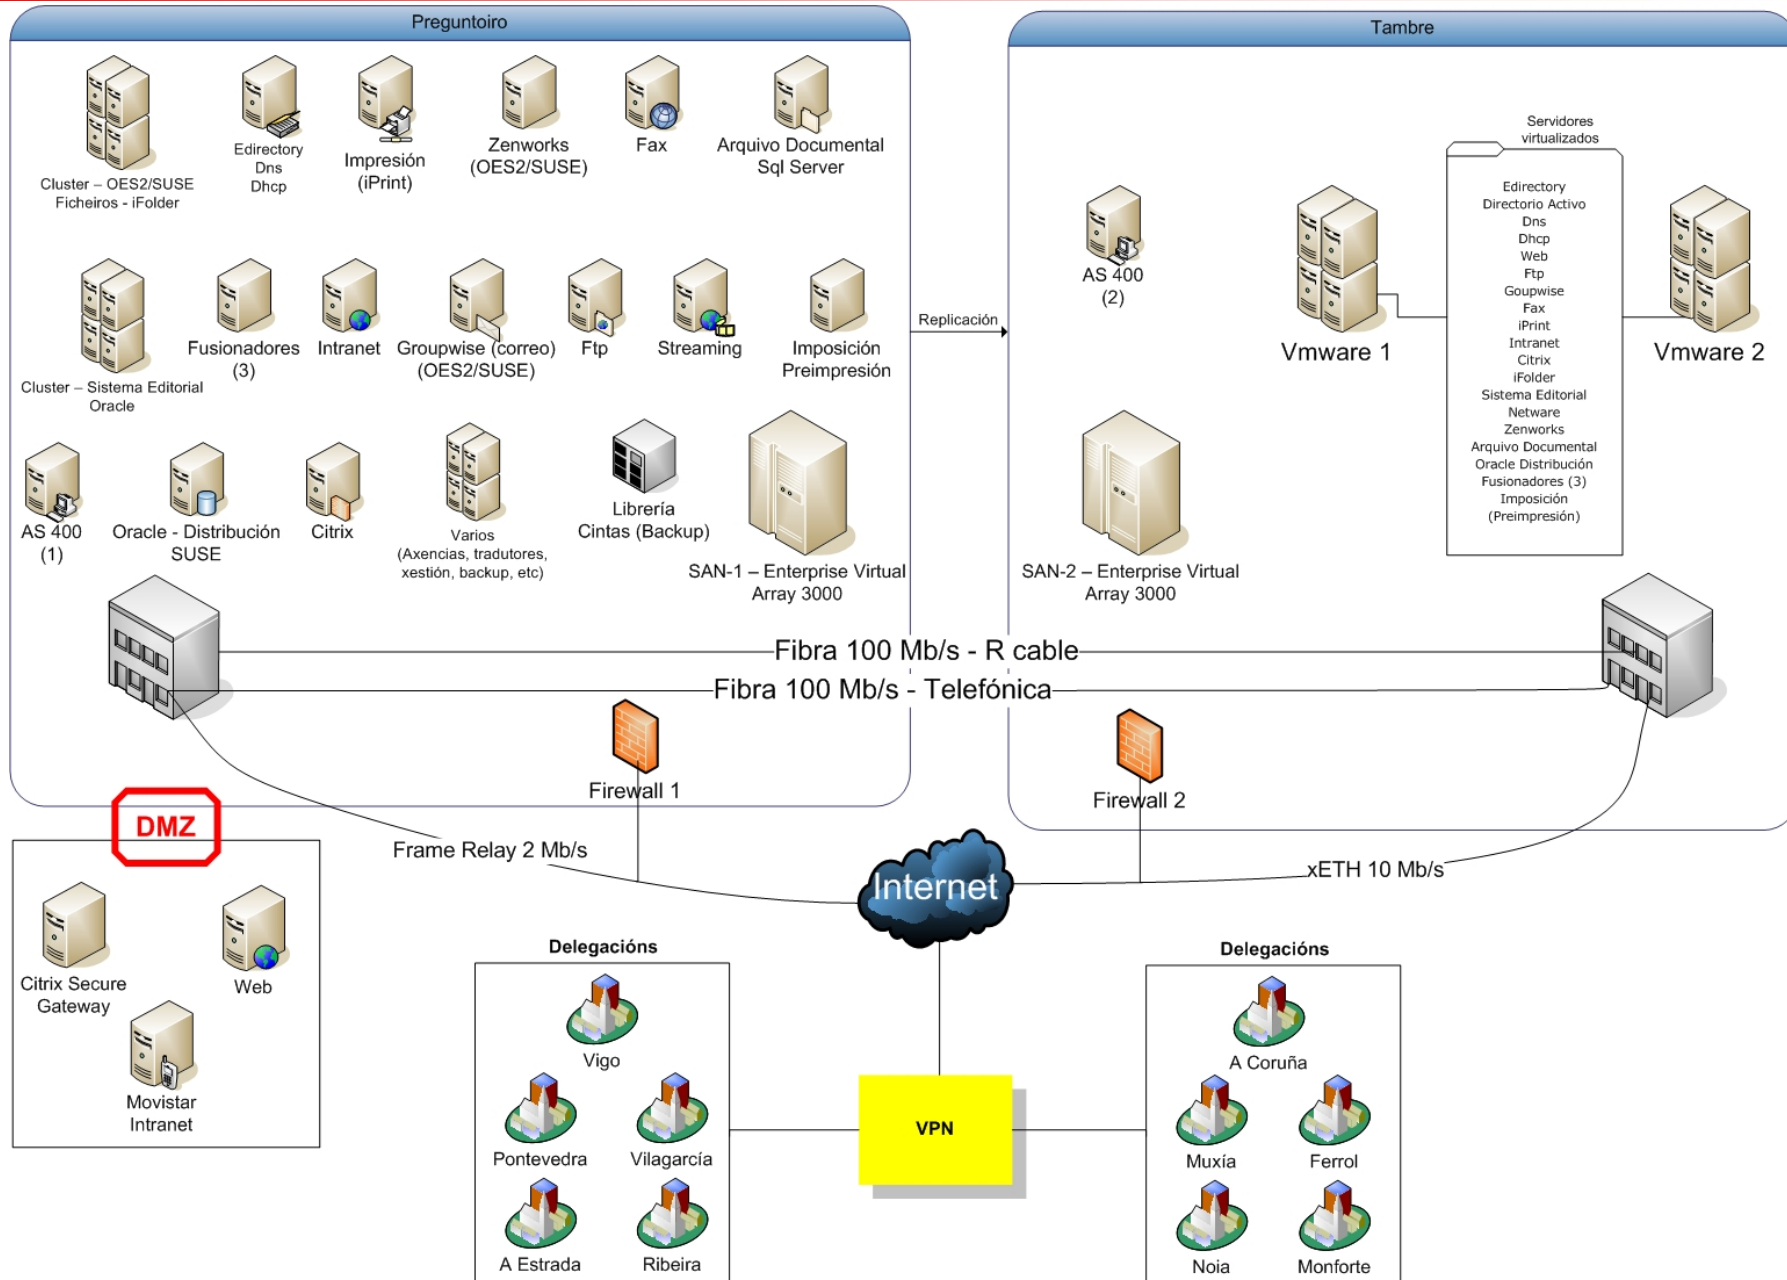 Preguntoiro
Cluster – OES2/SUSE
Ficheiros - iFolder
Edirectory
Dns
Dhcp
Impresión
(iPrint)
Zenworks
(OES2/SUSE)
Fax
Arquivo Documental
Sql Server
Cluster – Sistema Editorial
Oracle
Fusionadores
(3)
Intranet
Groupwise (correo)
(OES2/SUSE)
Ftp
Streaming
Imposición
Preimpresión
AS 400
(1)
Oracle - Distribución
SUSE
Citrix
Varios
(Axencias, tradutores,
xestión, backup, etc)
Librería
Cintas (Backup)
SAN-1 – Enterprise Virtual
Array 3000
Replicación
Tambre
AS 400
(2)
Vmware 1
Servidores
virtualizados
Edirectory
Directorio Activo
Dns
Dhcp
Web
Ftp
Goupwise
Fax
iPrint
Intranet
Citrix
iFolder
Sistema Editorial
Netware
Zenworks
Arquivo Documental
Oracle Distribución
Fusionadores (3)
Imposición
(Preimpresión)
Vmware 2
SAN-2 – Enterprise Virtual
Array 3000
Fibra 100 Mb/s - R cable
Fibra 100 Mb/s - Telefónica
Firewall 1
Firewall 2
DMZ
Frame Relay 2 Mb/s
Internet
xETH 10 Mb/s
Citrix Secure
Gateway
Web
Movistar
Intranet
Delegacións
Vigo
Pontevedra
Vilagarcía
A Estrada
Ribeira
VPN
Delegacións
A Coruña
Muxía
Ferrol
Noia
Monforte